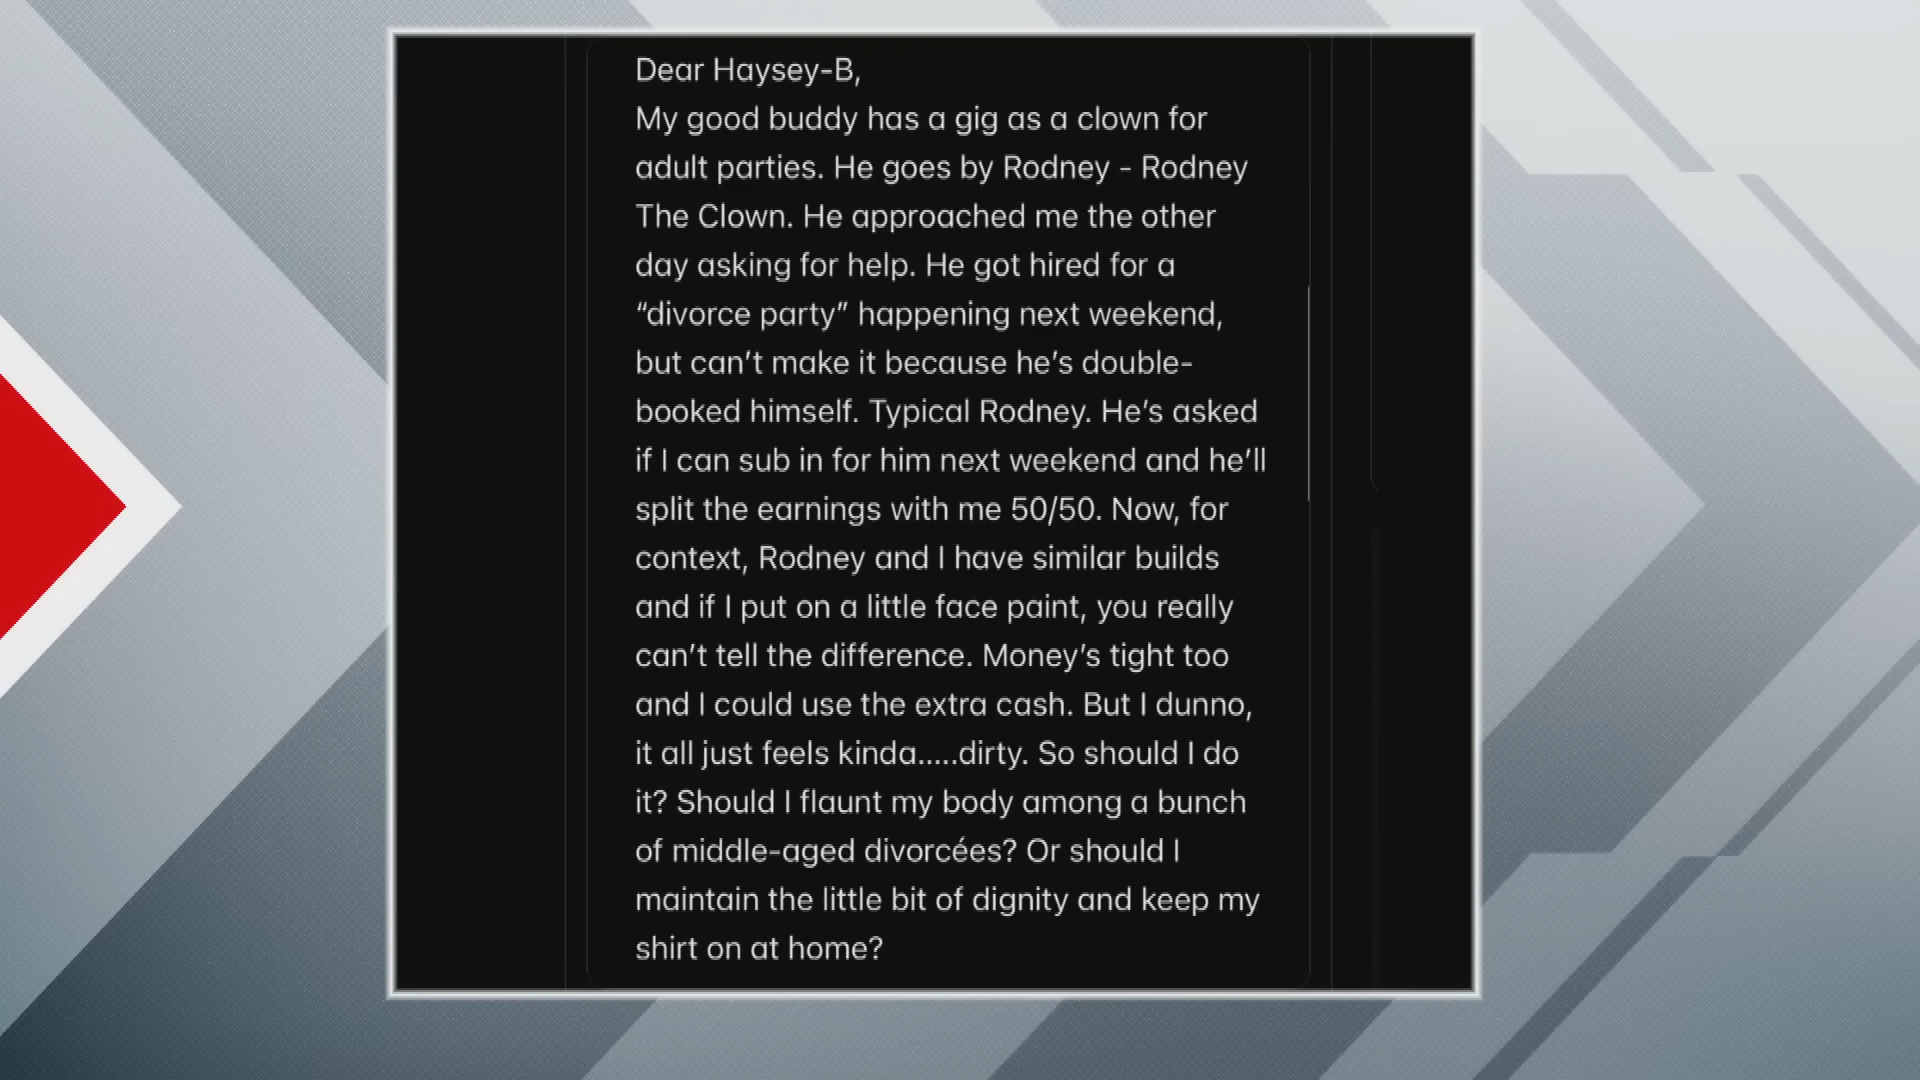 Dear Haysey-B,
My good buddy has a gig as a clown for
adult parties. He goes by Rodney - Rodney
The Clown. He approached me the other
day asking for help. He got hired for a
“divorce party” happening next weekend,
but can’t make it because he’s double-
booked himself. Typical Rodney. He’s asked
if I can sub in for him next weekend and he’ll
split the earnings with me 50/50. Now, for
context, Rodney and I have similar builds
and if I put on a little face paint, you really
can’t tell the difference. Money’s tight too
and I could use the extra cash. But I dunno,
it all just feels kinda.....dirty. So should I do
it? Should I flaunt my body among a bunch
of middle-aged divorcées? Or should I
maintain the little bit of dignity and keep my
shirt on at home?